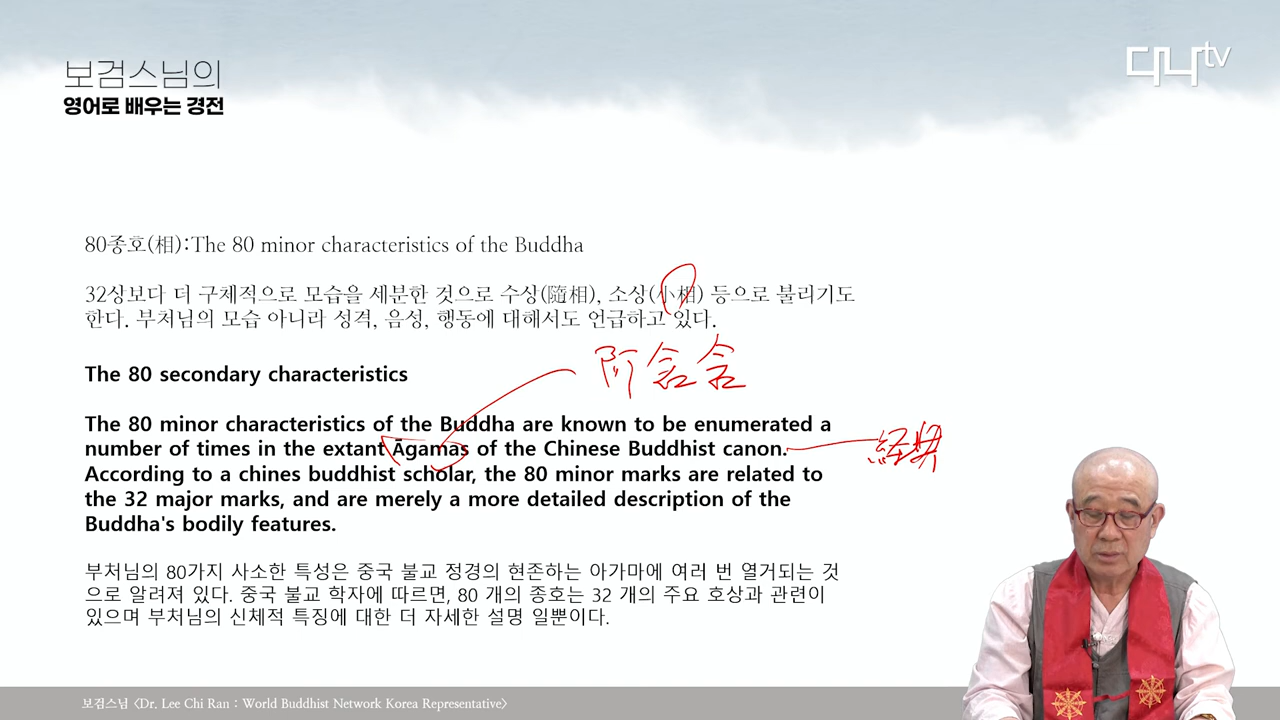 보검스님의
영어로 배우는 경전
다나tv
80종호(相):The 80 minor characteristics of the Buddha
32상보다 더 구체적으로 모습을 세분한 것으로 수상(隨相), 소상(小相) 등으로 불리기도
한다. 부처님의 모습 아니라 성격, 음성, 행동에 대해서도 언급하고 있다.
阿含
The 80 secondary characteristics
The 80 minor characteristics of the Buddha are known to be enumerated a
number of times in the extant Āgamas of the Chinese Buddhist canon.
経典
According to a chines buddhist scholar, the 80 minor marks are related to
the 32 major marks, and are merely a more detailed description of the
Buddha's bodily features.
부처님의 80가지 사소한 특성은 중국 불교 정경의 현존하는 아가마에 여러 번 열거되는 것
으로 알려져 있다. 중국 불교 학자에 따르면, 80 개의 종호는 32 개의 주요 호상과 관련이
있으며 부처님의 신체적 특징에 대한 더 자세한 설명 일뿐이다.
보검스님 〈Dr. Lee Chi Ran : World Buddhist Network Korea Representative〉